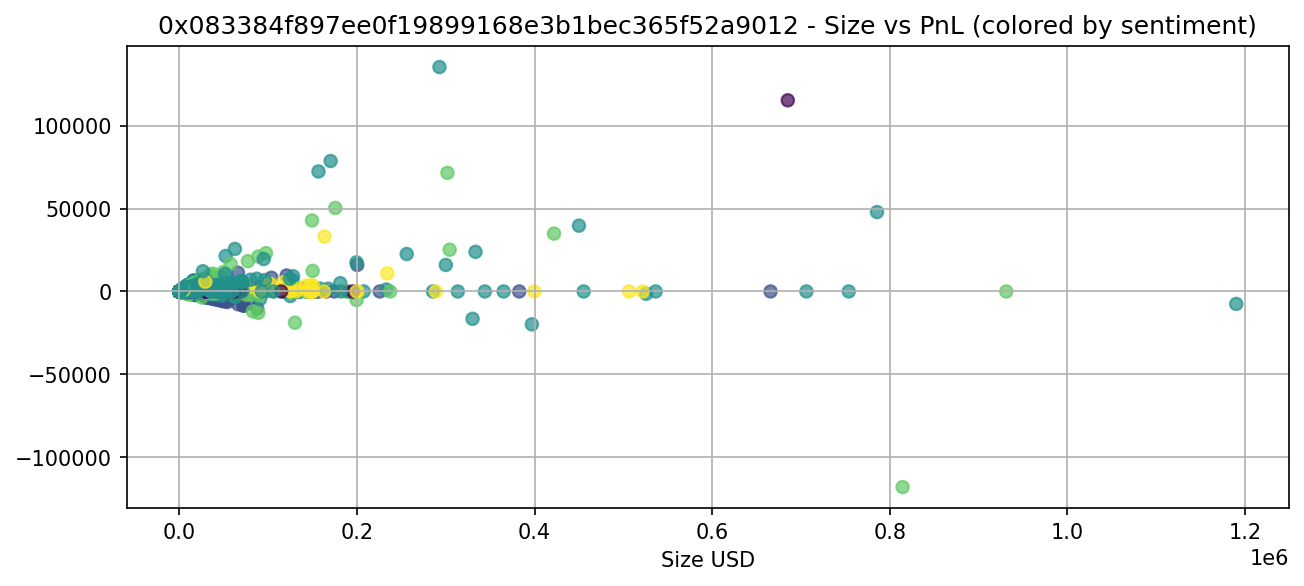 0x083384f897ee0f19899168e3b1bec365f52a9012 - Size vs PnL (colored by sentiment)
100000
50000
0
−50000
−100000
0.0 0.2 0.4 0.6 0.8 1.0 1.2
Size USD
1e6